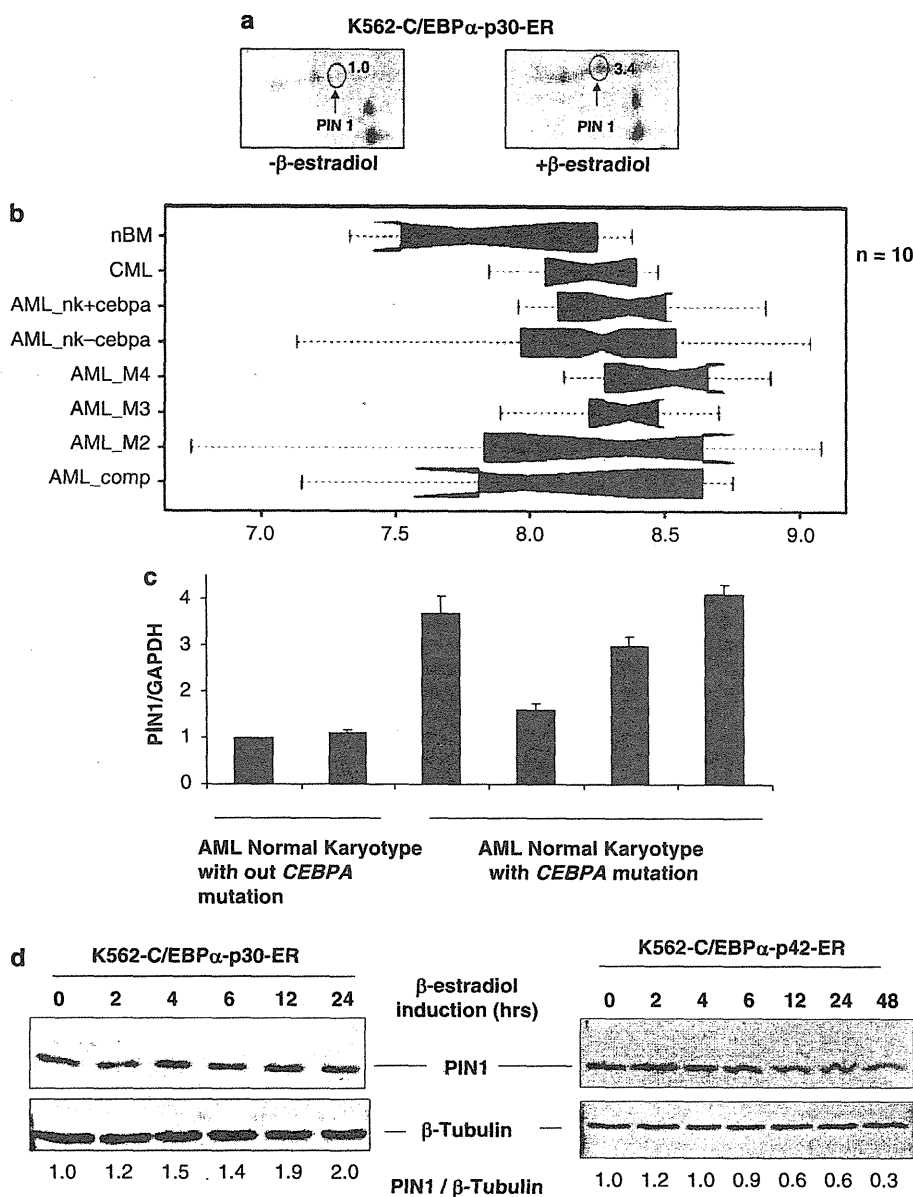 a
K562-C/EBPα-p30-ER
1.0
PIN 1
-β-estradiol
3.4
PIN 1
+β-estradiol
b
nBM
CML
AML_nk+cebpa
AML_nk–cebpa
AML_M4
AML_M3
AML_M2
AML_comp
n = 10
7.0 7.5 8.0 8.5 9.0
c
PIN1/GAPDH
4
3
2
1
0
AML Normal Karyotype
with out CEBPA
mutation
AML Normal Karyotype
with CEBPA mutation
d
K562-C/EBPα-p30-ER
0 2 4 6 12 24
β-estradiol
induction (hrs)
K562-C/EBPα-p42-ER
0 2 4 6 12 24 48
PIN1
β-Tubulin
1.0 1.2 1.5 1.4 1.9 2.0
PIN1 / β-Tubulin
1.0 1.2 1.0 0.9 0.6 0.6 0.3